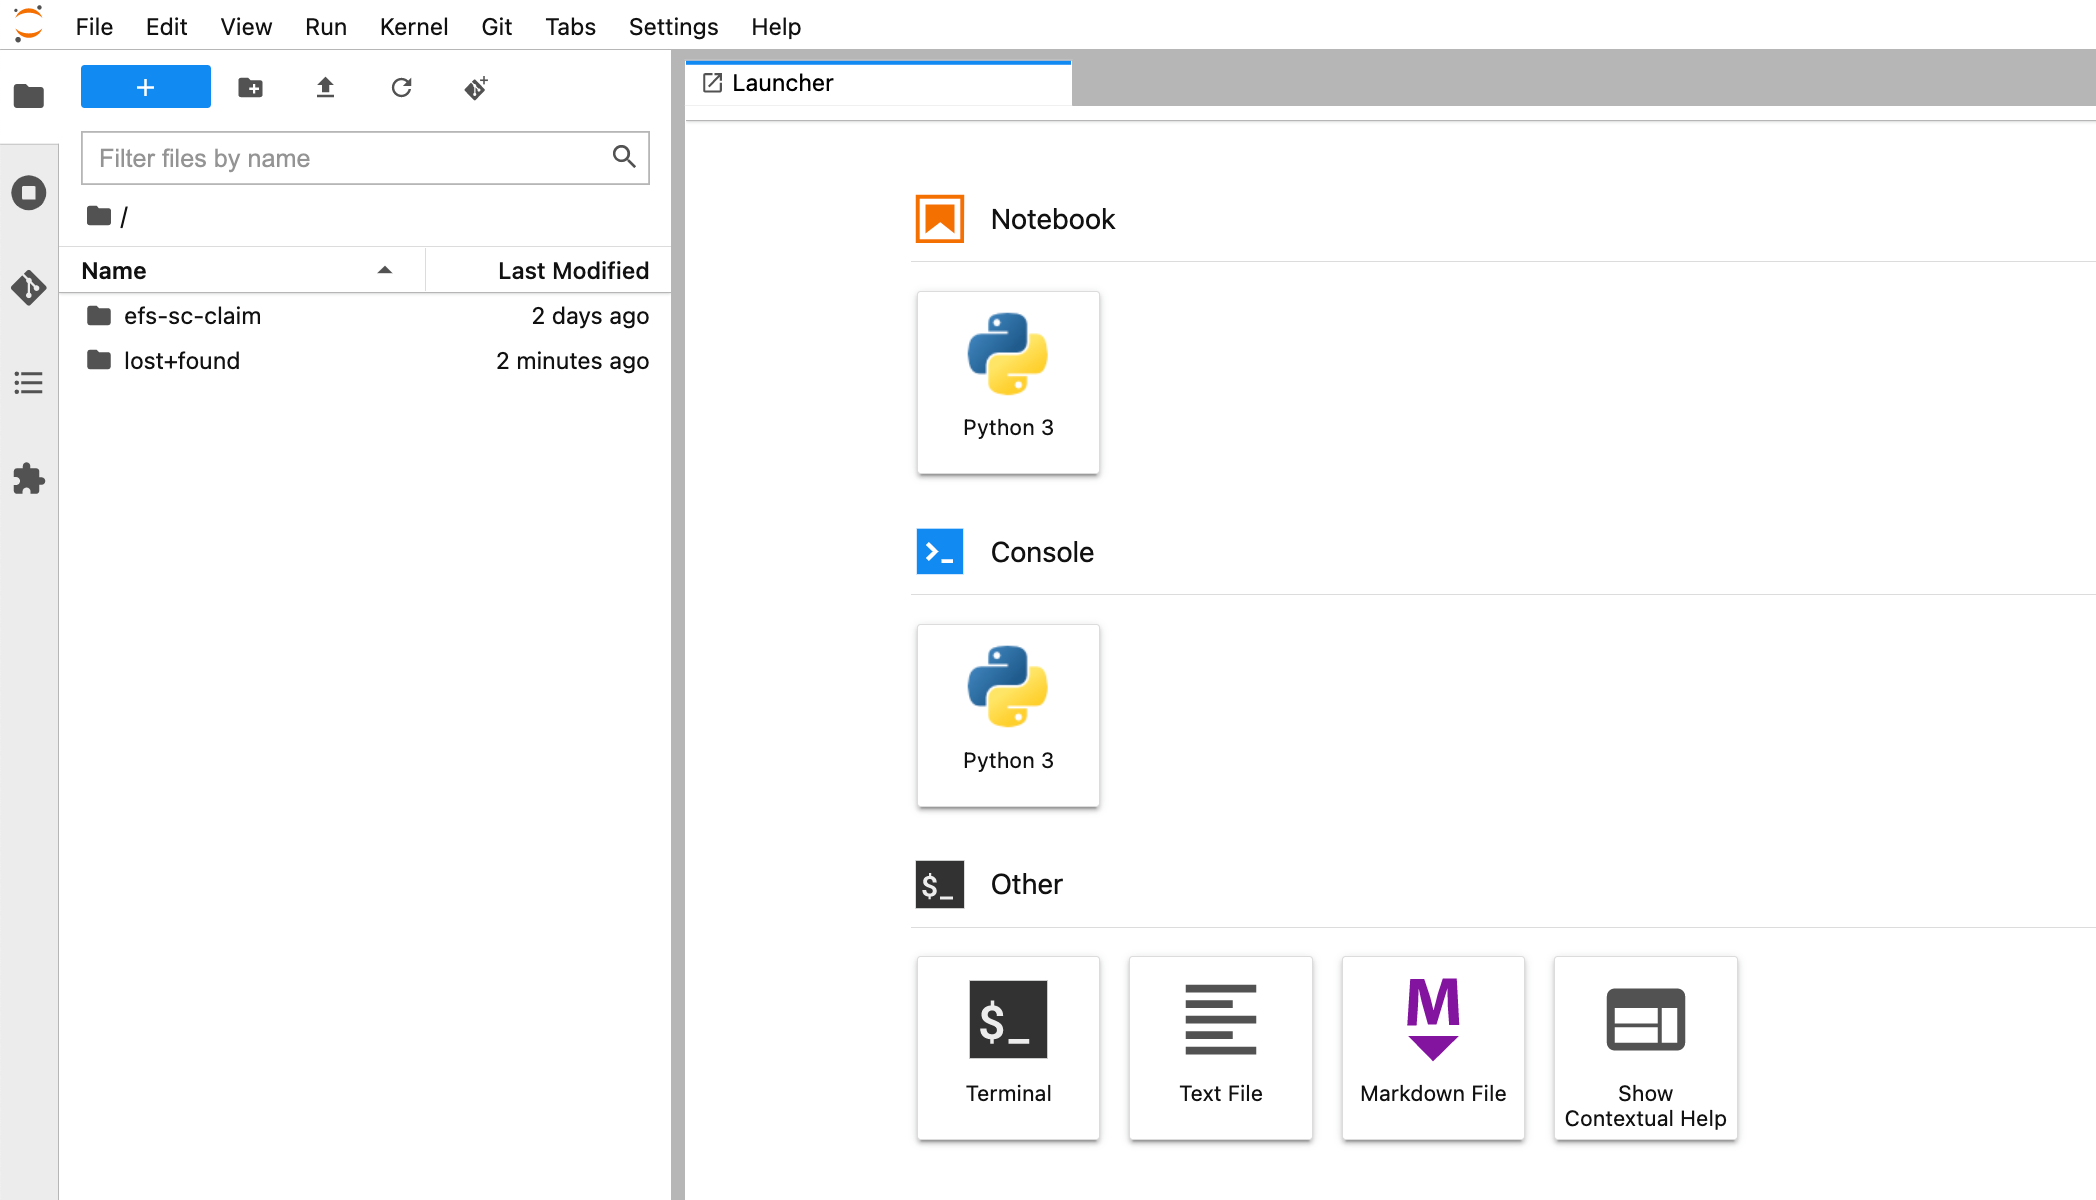 File Edit View Run Kernel Git Tabs Settings Help
+
Filter files by name
/
Name Last Modified
efs-sc-claim 2 days ago
lost+found 2 minutes ago
Launcher
Notebook
Python 3
Console
Python 3
$_ Other
$_
Terminal
Text File
M
Markdown File
Show
Contextual Help